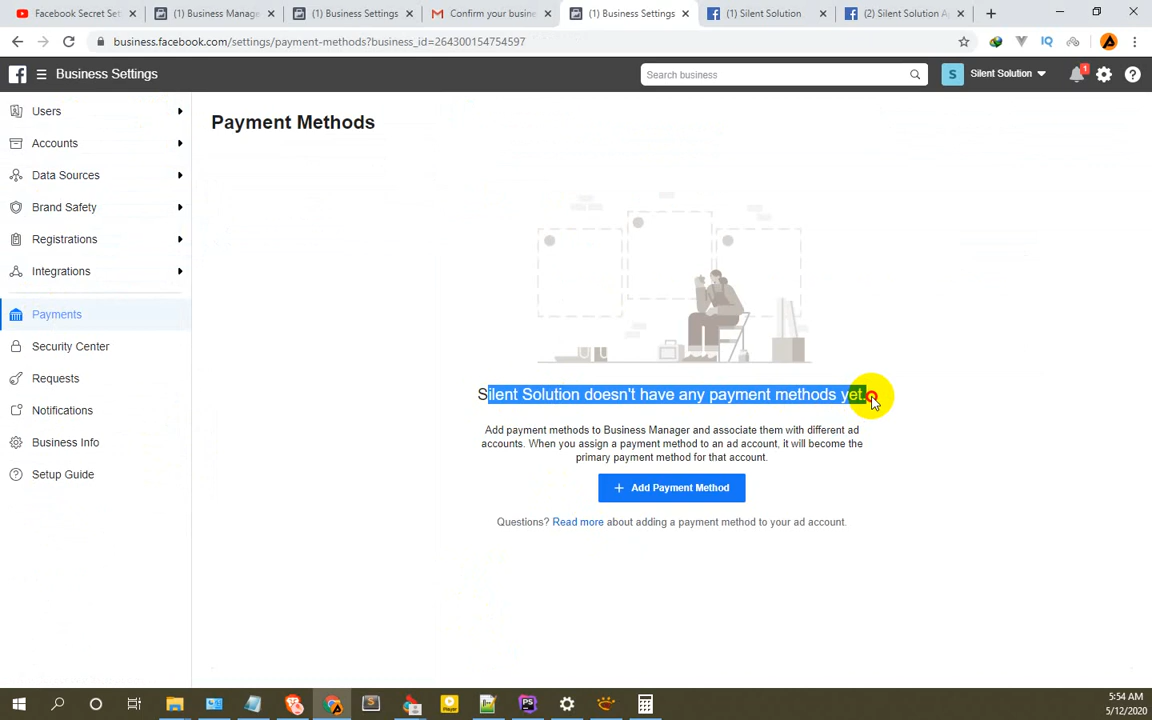 Facebook Secret Set
(1) Business Manage
(1) Business Settings
Confirm your busine
(1) Business Settings
(1) Silent Solution
(2) Silent Solution A
business.facebook.com/settings/payment-methods?business_id=264300154754597
Business Settings
Search business
S
Silent Solution
1
Users
Accounts
Data Sources
Brand Safety
Registrations
Integrations
Payments
Security Center
Requests
Notifications
Business Info
Setup Guide
Payment Methods
Silent Solution doesn't have any payment methods yet.
Add payment methods to Business Manager and associate them with different ad
accounts. When you assign a payment method to an ad account, it will become the
primary payment method for that account.
+ Add Payment Method
Questions? Read more about adding a payment method to your ad account.
5:54 AM
5/12/2020